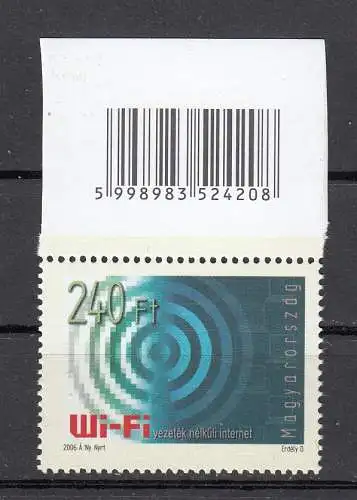 5 998983 524208
240 Ft
Magyarország
Wi-Fi vezeték nélküli internet
2006 Á Ny. Nyrt Erdély D